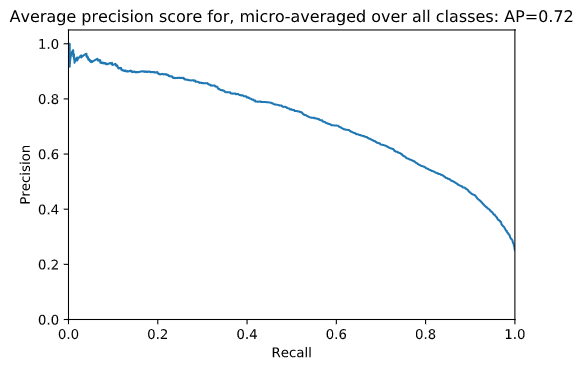 Average precision score for, micro-averaged over all classes: AP=0.72
1.0
0.8
0.6
0.4
0.2
0.0
Precision
0.0 0.2 0.4 0.6 0.8 1.0
Recall